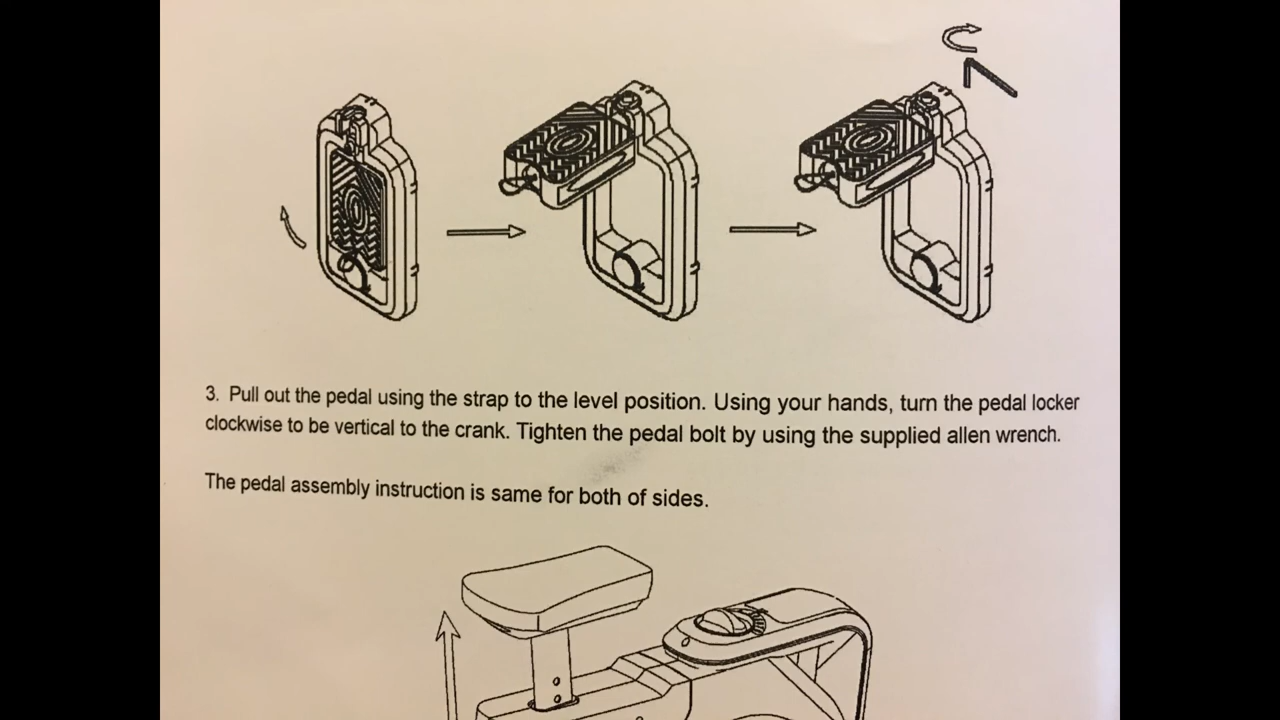 3. Pull out the pedal using the strap to the level position. Using your hands, turn the pedal locker
clockwise to be vertical to the crank. Tighten the pedal bolt by using the supplied allen wrench.
The pedal assembly instruction is same for both of sides.